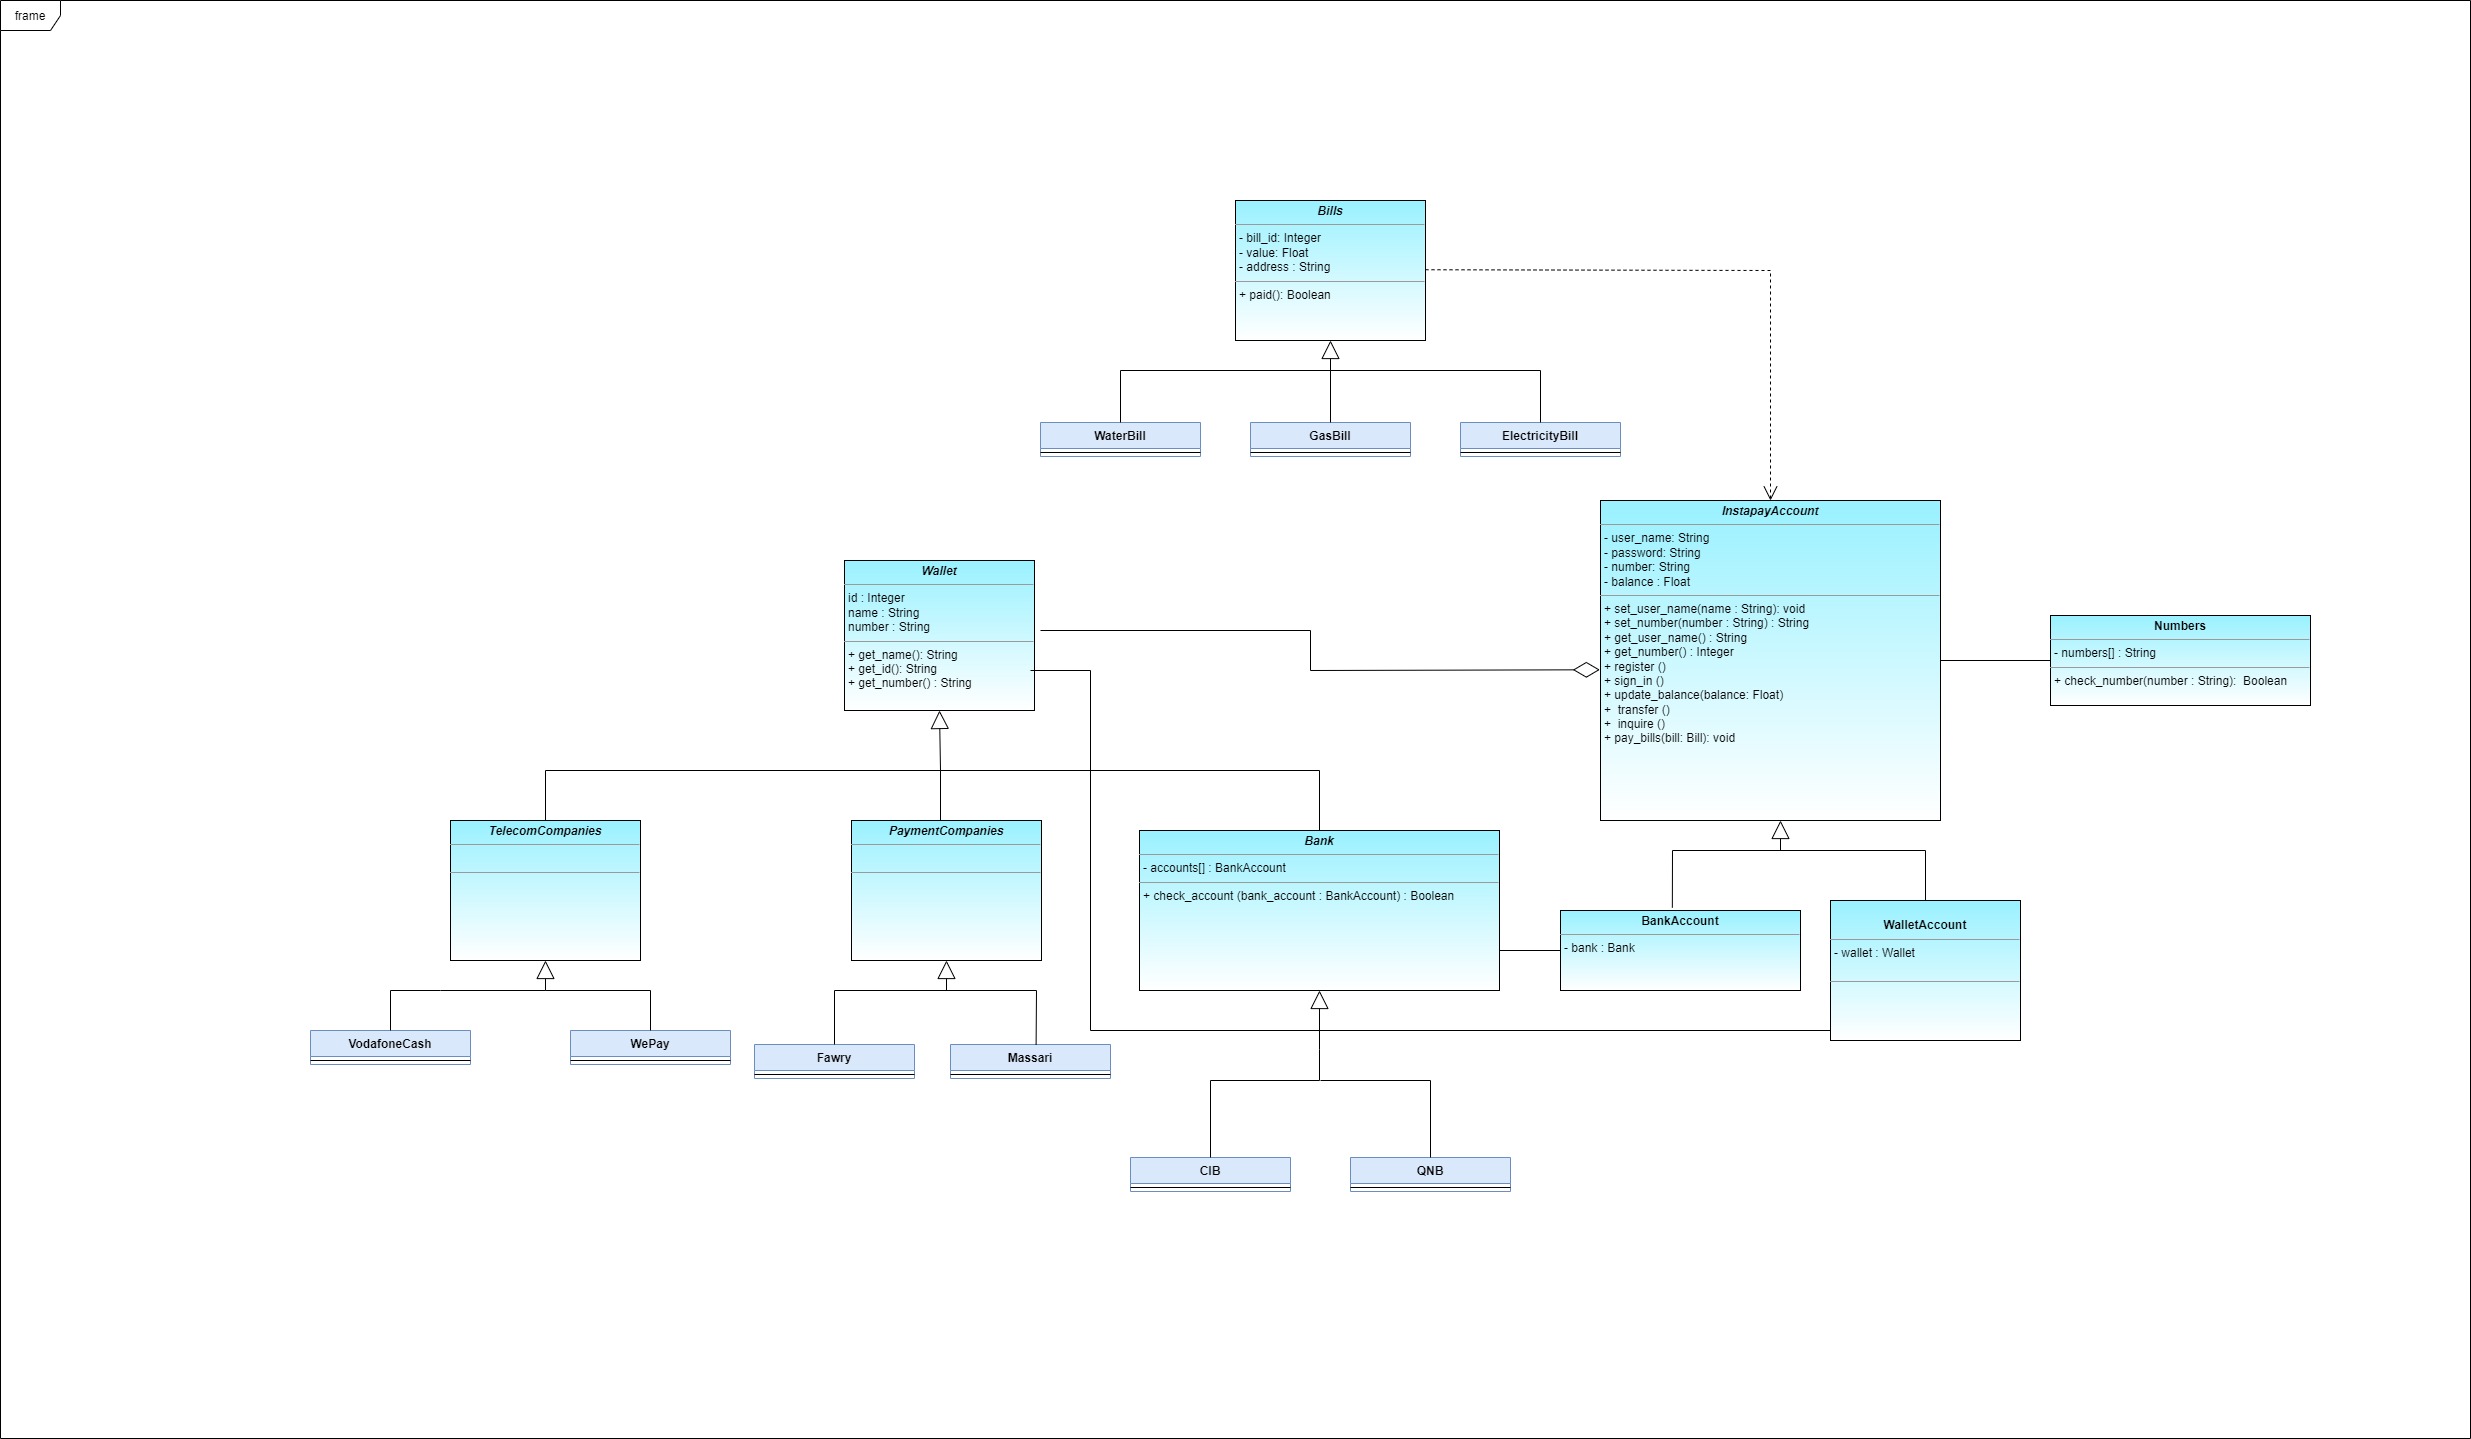 frame
Bills
- bill_id: Integer
- value: Float
- address : String
+ paid(): Boolean
WaterBill
GasBill
ElectricityBill
InstapayAccount
- user_name: String
- password: String
- number: String
- balance : Float
+ set_user_name(name : String): void
+ set_number(number : String) : String
+ get_user_name() : String
+ get_number() : Integer
+ register ()
+ sign_in ()
+ update_balance(balance: Float)
+  transfer ()
+  inquire ()
+ pay_bills(bill: Bill): void
Wallet
id : Integer
name : String
number : String
+ get_name(): String
+ get_id(): String
+ get_number() : String
Numbers
- numbers[] : String
+ check_number(number : String):  Boolean
TelecomCompanies
PaymentCompanies
Bank
- accounts[] : BankAccount
+ check_account (bank_account : BankAccount) : Boolean
BankAccount
- bank : Bank
WalletAccount
- wallet : Wallet
VodafoneCash
WePay
Fawry
Massari
CIB
QNB